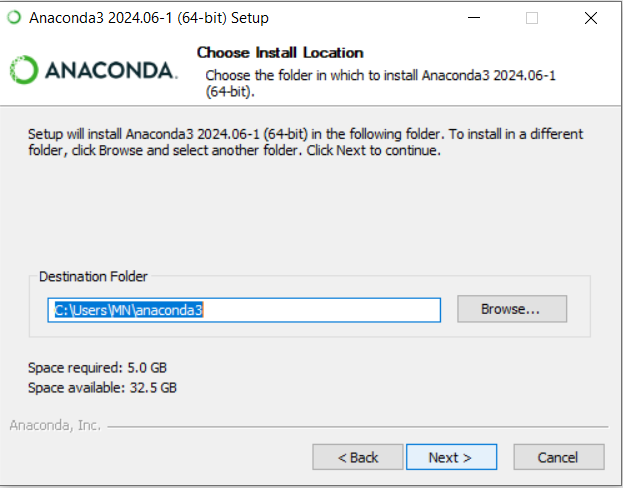 Anaconda3 2024.06-1 (64-bit) Setup
ANACONDA.
Choose Install Location
Choose the folder in which to install Anaconda3 2024.06-1
(64-bit).
Setup will install Anaconda3 2024.06-1 (64-bit) in the following folder. To install in a different
folder, click Browse and select another folder. Click Next to continue.
Destination Folder
C:\Users\MN\anaconda3
Browse...
Space required: 5.0 GB
Space available: 32.5 GB
Anaconda, Inc.
< Back
Next >
Cancel